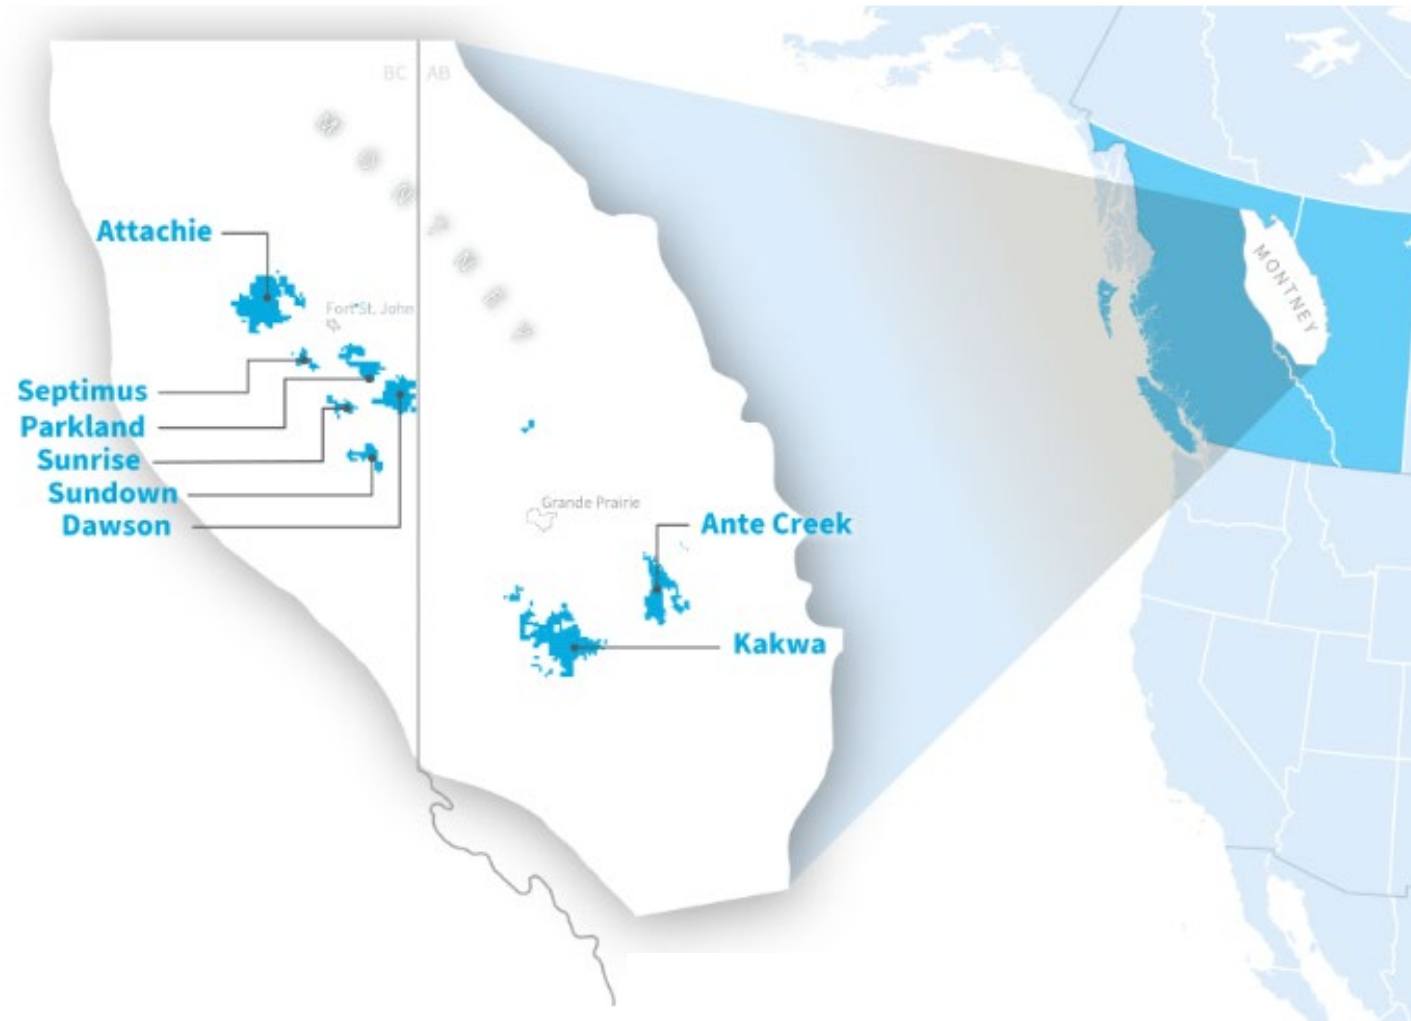 BC AB
MONTNEY
Attachie
Fort St. John
Septimus
Parkland
Sunrise
Sundown
Dawson
Grande Prairie
Ante Creek
Kakwa
MONTNEY